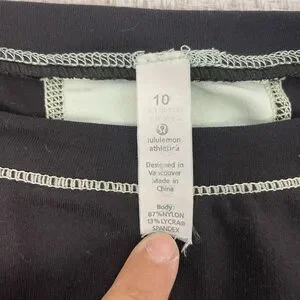 10
lululemon
athletica
Designed in
Vancouver
Made in
China
Body:
87%NYLON
13%LYCRA®
SPANDEX